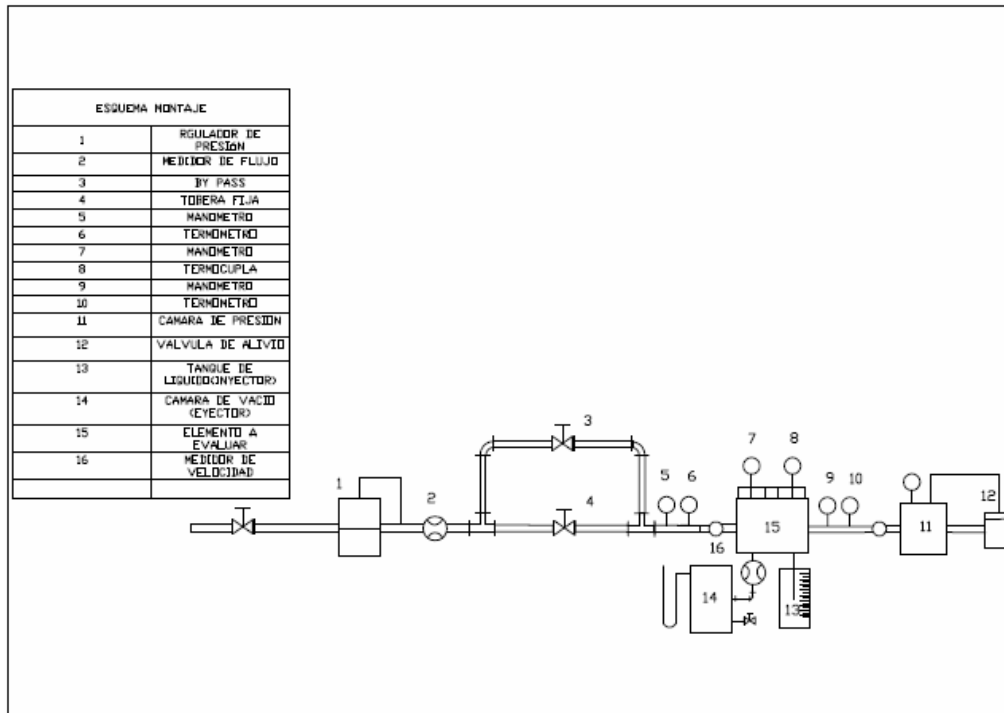 ESQUEMA MONTAJE
1 RGULADOR DE
PRESIÓN
2 MEDIDOR DE FLUJO
3 BY PASS
4 TOBERA FIJA
5 MANOMETRO
6 TERMOMETRO
7 MANOMETRO
8 TERMOCUPLA
9 MANOMETRO
10 TERMOMETRO
11 CAMARA DE PRESION
12 VALVULA DE ALIVIO
13 TANQUE DE
LIQUIDO(INYECTOR)
14 CAMARA DE VACIO
(EYECTOR)
15 ELEMENTO A
EVALUAR
16 MEDIDOR DE
VELOCIDAD
3
7 8
1 2 4 5 6 9 10 12
15 11
16
14 13